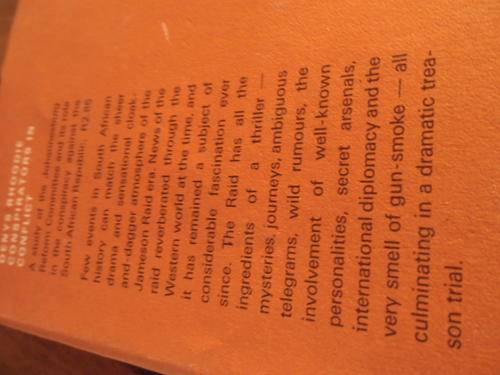 DENYS RHOODIE
CONSPIRATORS IN
CONFLICT
A study of the Johannesburg
Reform Committee and its role
in the conspiracy against the
South African Republic. R2.85
Few events in South African
history can match the sheer
drama and sensational cloak-
and-dagger atmosphere of the
Jameson Raid era. News of the
raid reverberated through the
Western world at the time, and
it has remained a subject of
considerable fascination ever
since. The Raid has all the
ingredients of a thriller —
mysteries, journeys, ambiguous
telegrams, wild rumours, the
involvement of well-known
personalities, secret arsenals,
international diplomacy and the
very smell of gun-smoke — all
culminating in a dramatic trea-
son trial.